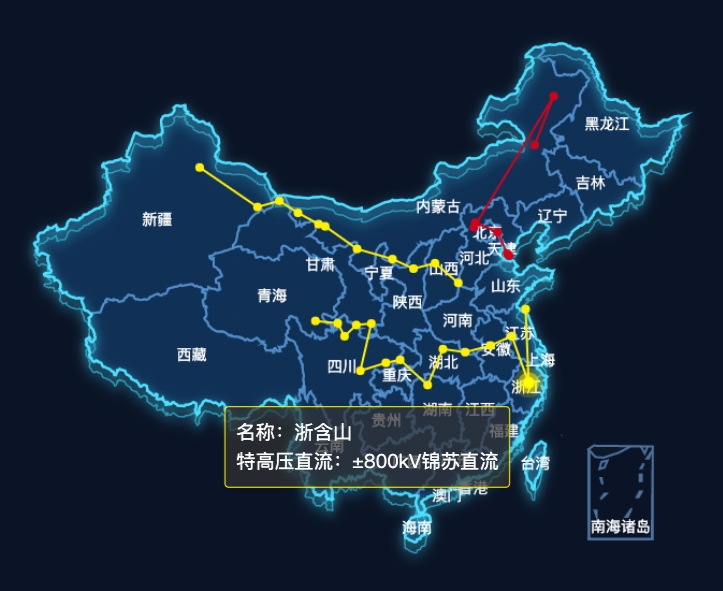 黑龙江
吉林
内蒙古
辽宁
新疆
北京
天津
河北
甘肃
宁夏
山西
山东
青海
陕西
河南
江苏
西藏
四川
重庆
湖北
安徽
上海
浙江
贵州
湖南
江西
福建
云南
名称：浙含山
特高压直流：±800kV锦苏直流
台湾
澳门
香港
海南
南海诸岛